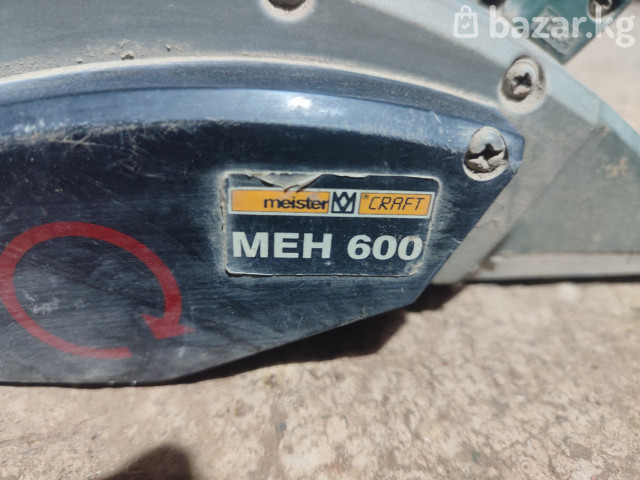 bazar.kg
meister CRAFT
MEH 600